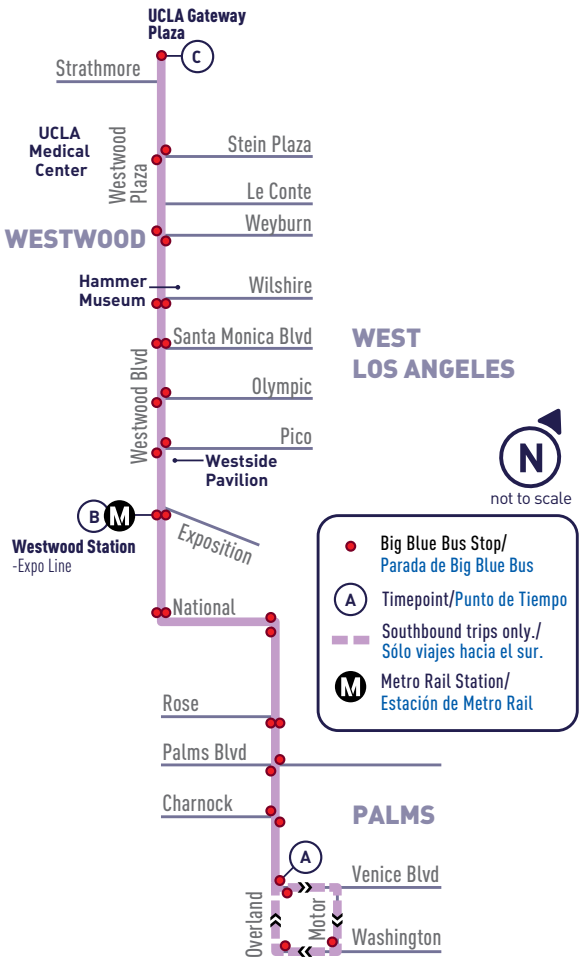 UCLA Gateway
Plaza
C
Strathmore
UCLA
Medical
Center
Westwood
Plaza
Stein Plaza
Le Conte
Weyburn
WESTWOOD
Hammer
Museum
Wilshire
Santa Monica Blvd
WEST
LOS ANGELES
Westwood Blvd
Olympic
Pico
Westside
Pavilion
N
not to scale
B M
Westwood Station
-Expo Line
Exposition
Big Blue Bus Stop/
Parada de Big Blue Bus
A Timepoint/Punto de Tiempo
Southbound trips only./
Sólo viajes hacia el sur.
M Metro Rail Station/
Estación de Metro Rail
National
Rose
Palms Blvd
Charnock
PALMS
A
Venice Blvd
Overland
Motor
Washington